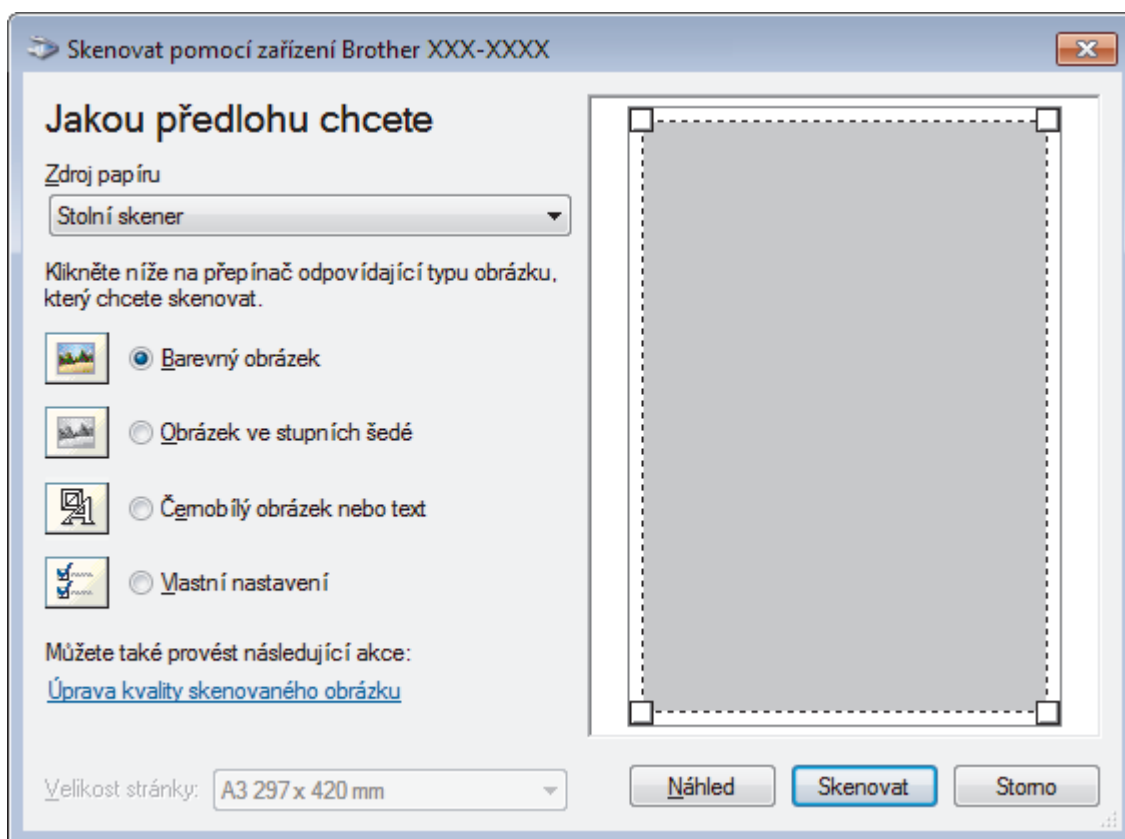 Skenovat pomocí zařízení Brother XXX-XXXX
Jakou předlohu chcete
Zdroj papíru
Stolní skener
Klikněte níže na přepínač odpovídající typu obrázku,
který chcete skenovat.
Barevný obrázek
Obrázek ve stupních šedé
Černobílý obrázek nebo text
Vlastní nastavení
Můžete také provést následující akce:
Úprava kvality skenovaného obrázku
Velikost stránky: A3 297 x 420 mm
Náhled Skenovat Storno